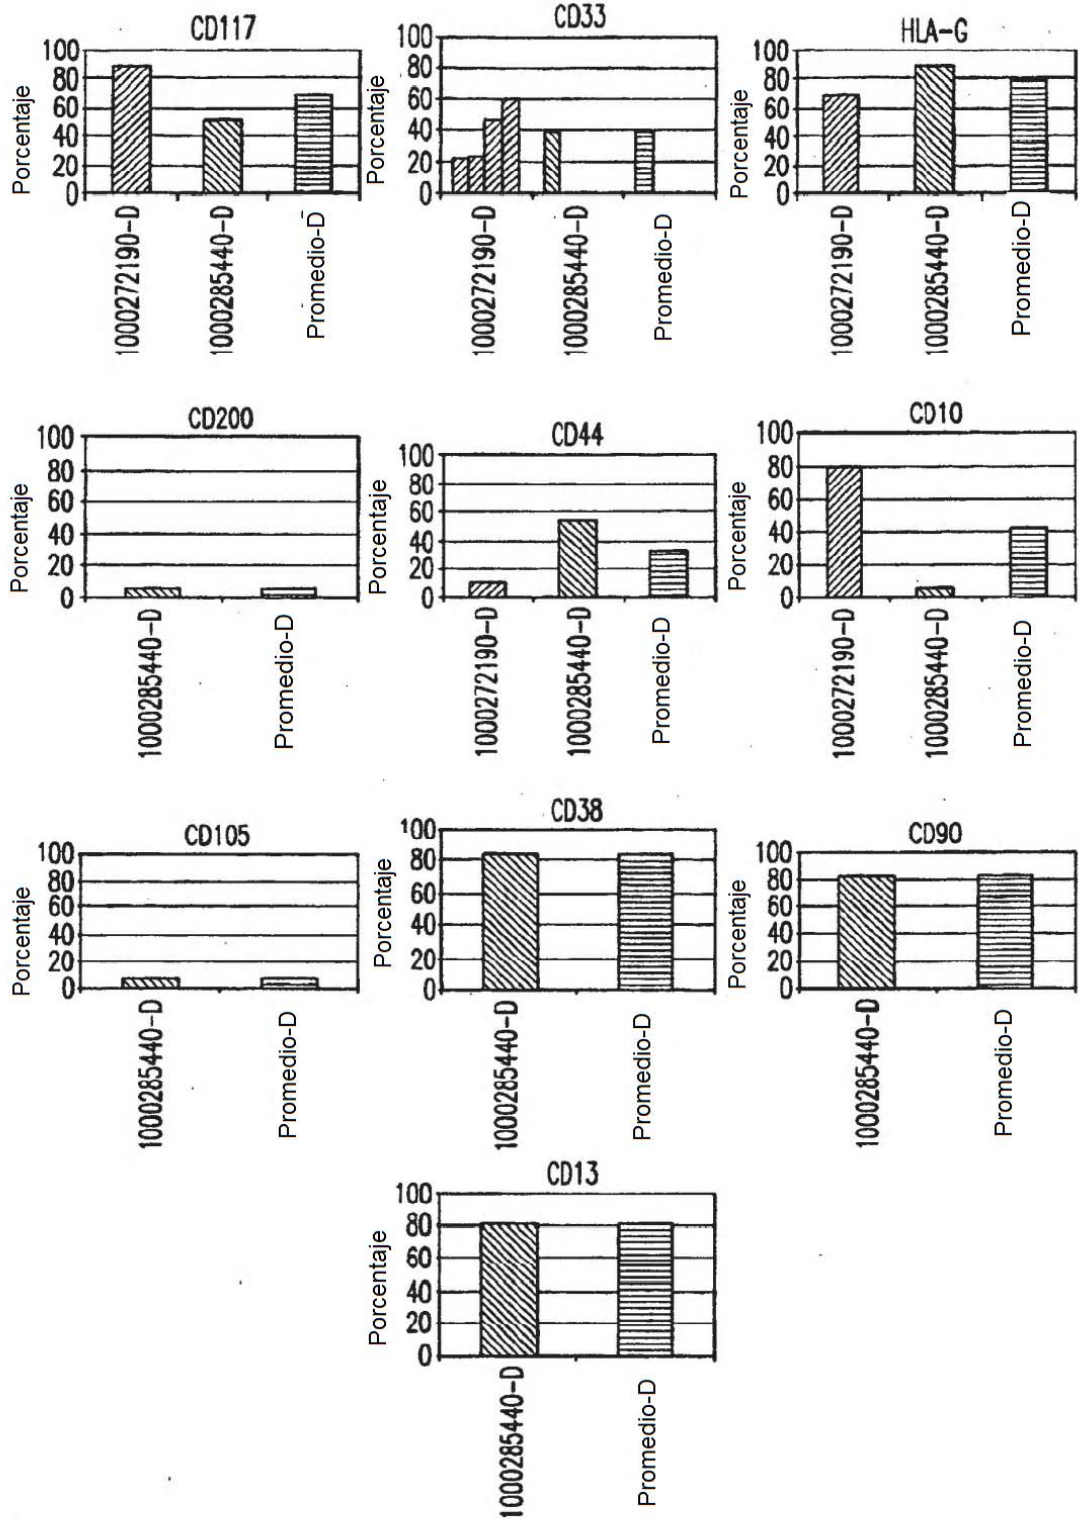 CD117
100
80
60
40
20
0
Porcentaje
1000272190-D
1000285440-D
Promedio-D
CD33
100
80
60
40
20
0
Porcentaje
1000272190-D
1000285440-D
Promedio-D
HLA-G
100
80
60
40
20
0
Porcentaje
1000272190-D
1000285440-D
Promedio-D
CD200
100
80
60
40
20
0
Porcentaje
1000285440-D
Promedio-D
CD44
100
80
60
40
20
0
Porcentaje
1000272190-D
1000285440-D
Promedio-D
CD10
100
80
60
40
20
0
Porcentaje
1000272190-D
1000285440-D
Promedio-D
CD105
100
80
60
40
20
0
Porcentaje
1000285440-D
Promedio-D
CD38
100
80
60
40
20
0
Porcentaje
1000285440-D
Promedio-D
CD90
100
80
60
40
20
0
Porcentaje
1000285440-D
Promedio-D
CD13
100
80
60
40
20
0
Porcentaje
1000285440-D
Promedio-D